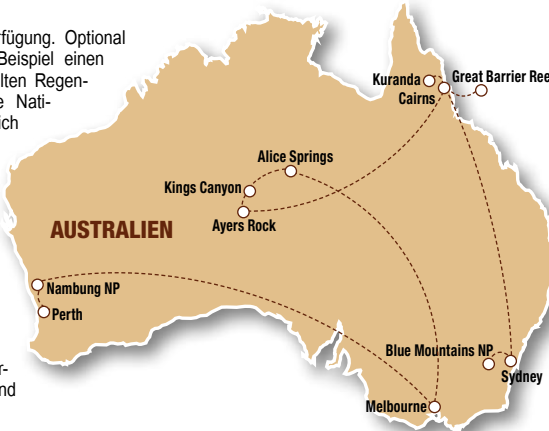 fügung. Optional
Beispiel einen
lten Regen-
e Nati-
ich
r-
nd
Kuranda
Great Barrier Ree
Cairns
Alice Springs
Kings Canyon
Ayers Rock
AUSTRALIEN
Nambung NP
Perth
Blue Mountains NP
Sydney
Melbourne